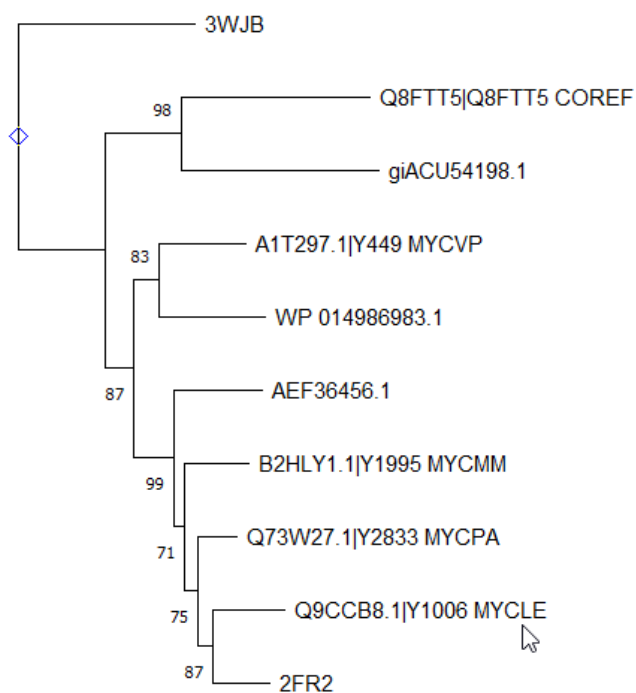 3WJB
98
Q8FTT5|Q8FTT5 COREF
giACU54198.1
83
A1T297.1|Y449 MYCVP
WP 014986983.1
87
AEF36456.1
99
B2HLY1.1|Y1995 MYCMM
71
Q73W27.1|Y2833 MYCPA
75
Q9CCB8.1|Y1006 MYCLE
87
2FR2